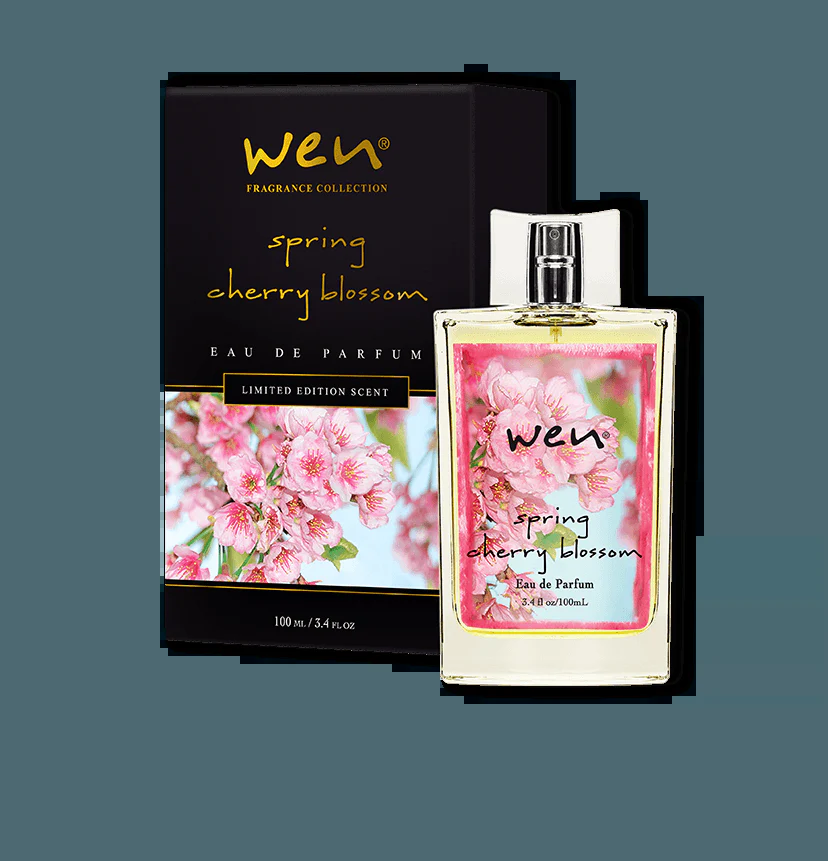 wen®
FRAGRANCE COLLECTION
spring
cherry blossom
EAU DE PARFUM
LIMITED EDITION SCENT
100 ML / 3.4 FL OZ
wen®
spring
cherry blossom
Eau de Parfum
3.4 fl oz/100mL